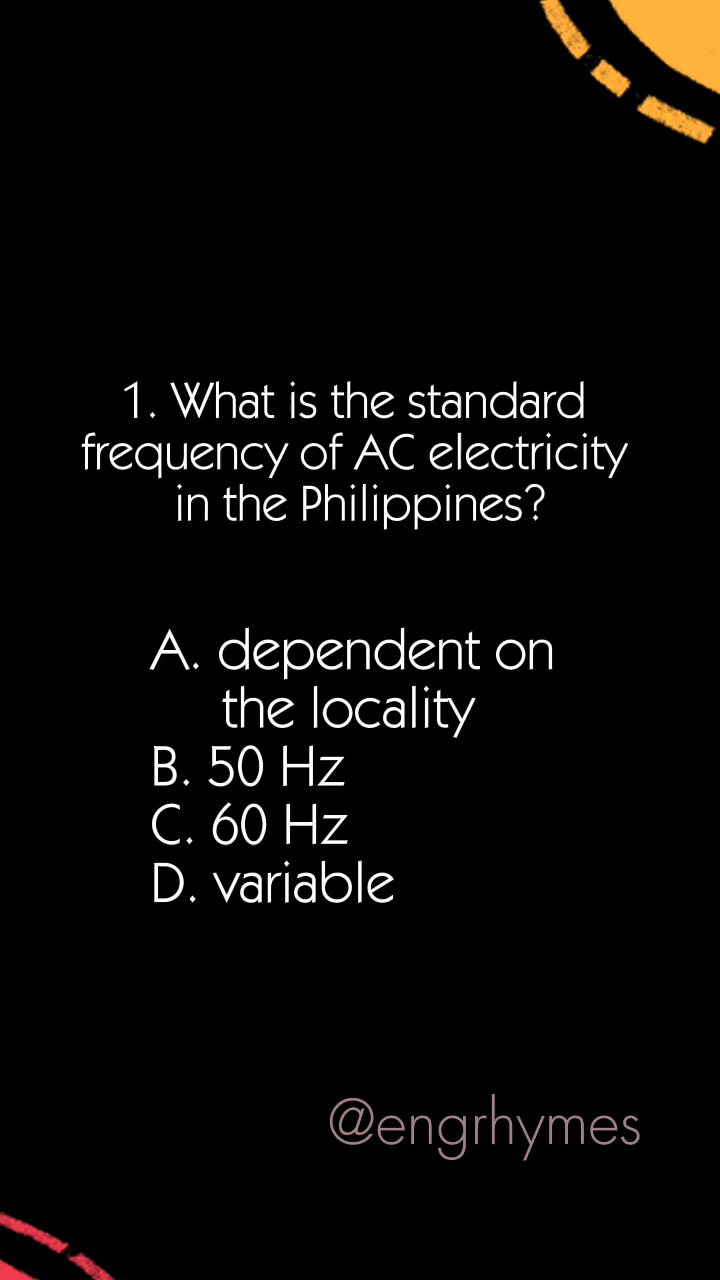 1. What is the standard
frequency of AC electricity
in the Philippines?
A. dependent on
the locality
B. 50 Hz
C. 60 Hz
D. variable
@engrhymes